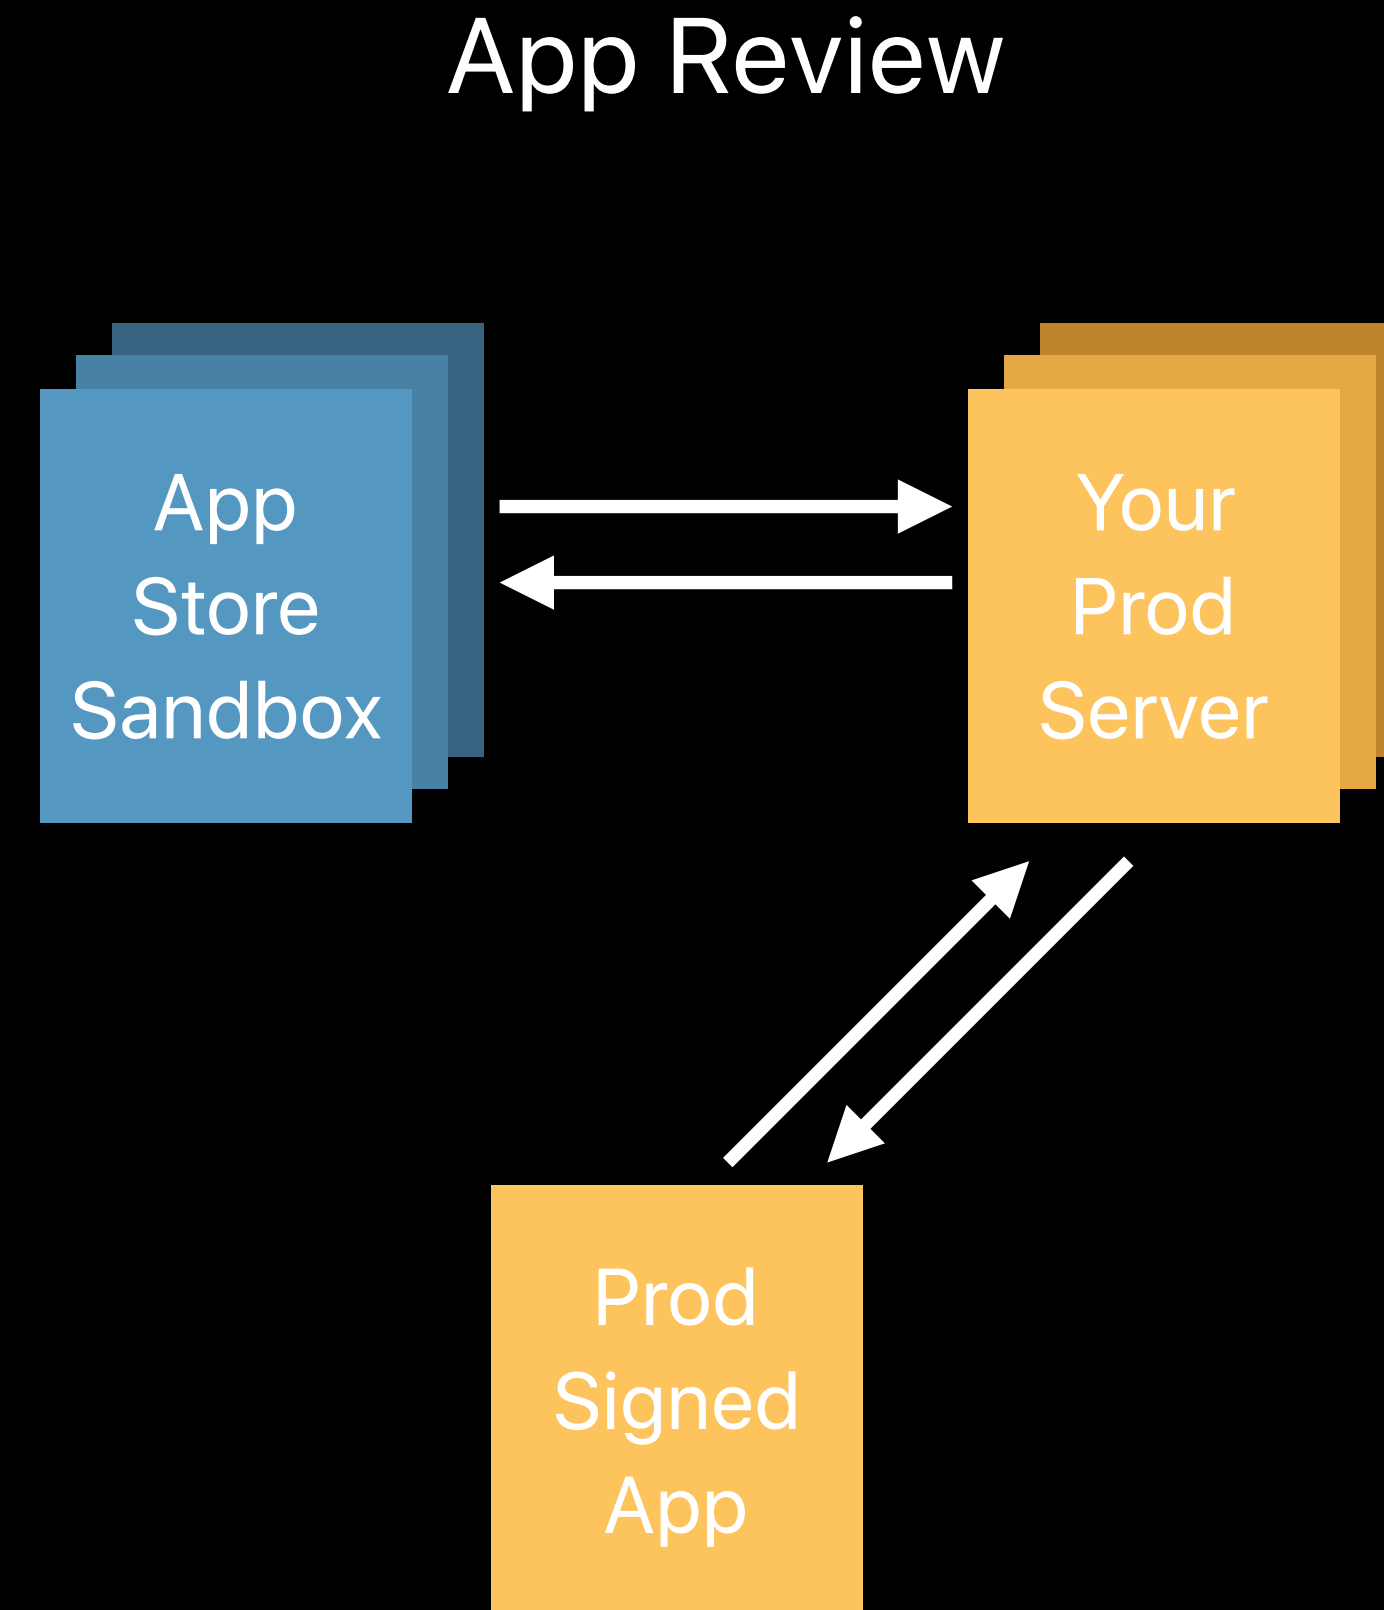 App Review
App
Store
Sandbox
Your
Prod
Server
Prod
Signed
App